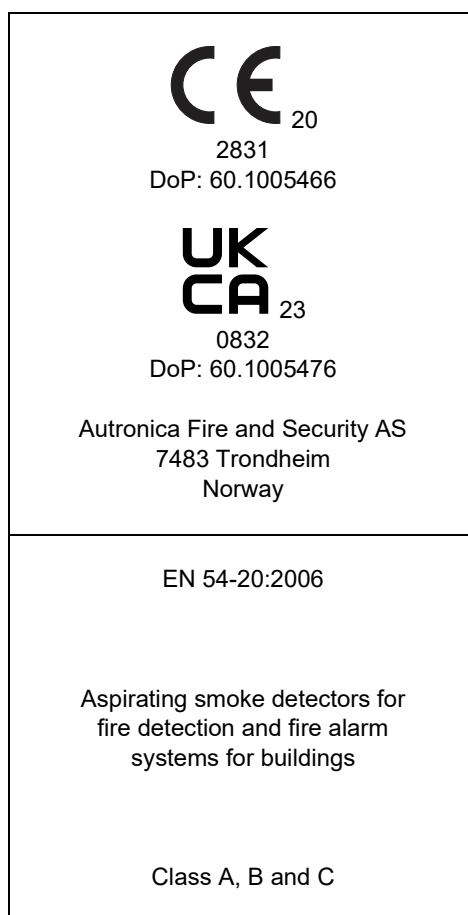 CE 20
2831
DoP: 60.1005466
UK
CA 23
0832
DoP: 60.1005476
Autronica Fire and Security AS
7483 Trondheim
Norway
EN 54-20:2006
Aspirating smoke detectors for
fire detection and fire alarm
systems for buildings
Class A, B and C